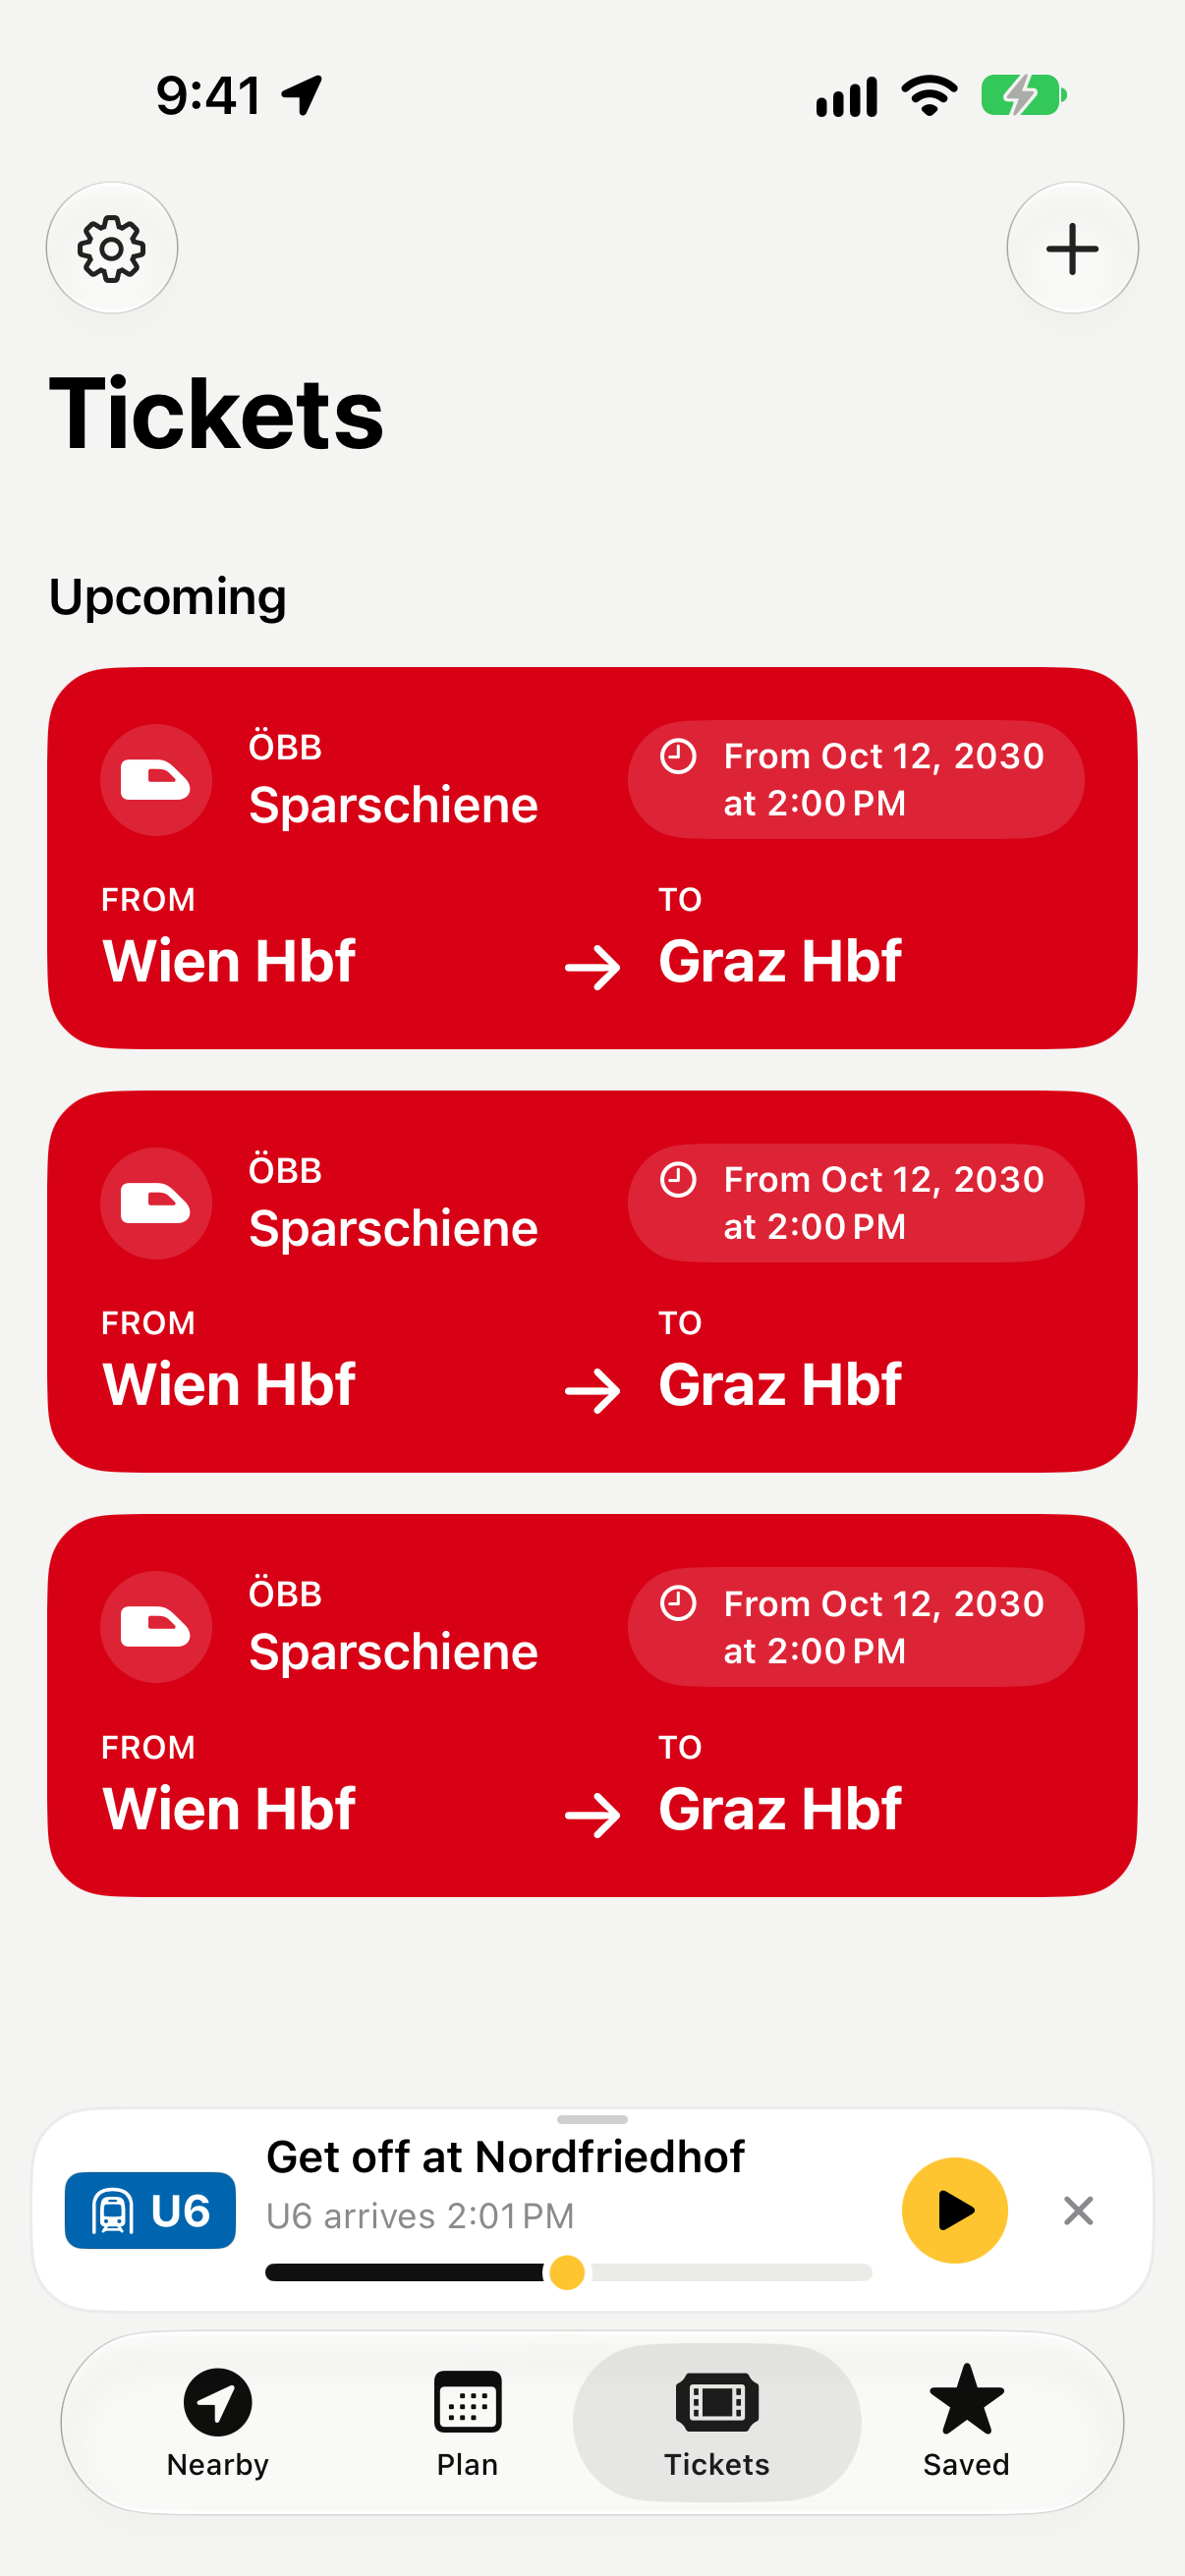 9:41
Tickets
Upcoming
ÖBB
Sparschiene
From Oct 12, 2030
at 2:00 PM
FROM
Wien Hbf
TO
Graz Hbf
ÖBB
Sparschiene
From Oct 12, 2030
at 2:00 PM
FROM
Wien Hbf
TO
Graz Hbf
ÖBB
Sparschiene
From Oct 12, 2030
at 2:00 PM
FROM
Wien Hbf
TO
Graz Hbf
U6
Get off at Nordfriedhof
U6 arrives 2:01 PM
Nearby
Plan
Tickets
Saved